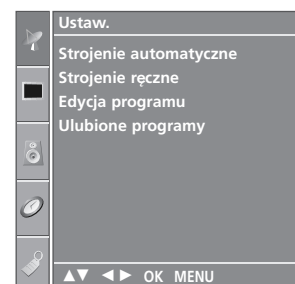 Ustaw.
Strojenie automatyczne
Strojenie ręczne
Edycja programu
Ulubione programy
▲▼ ◄► OK MENU